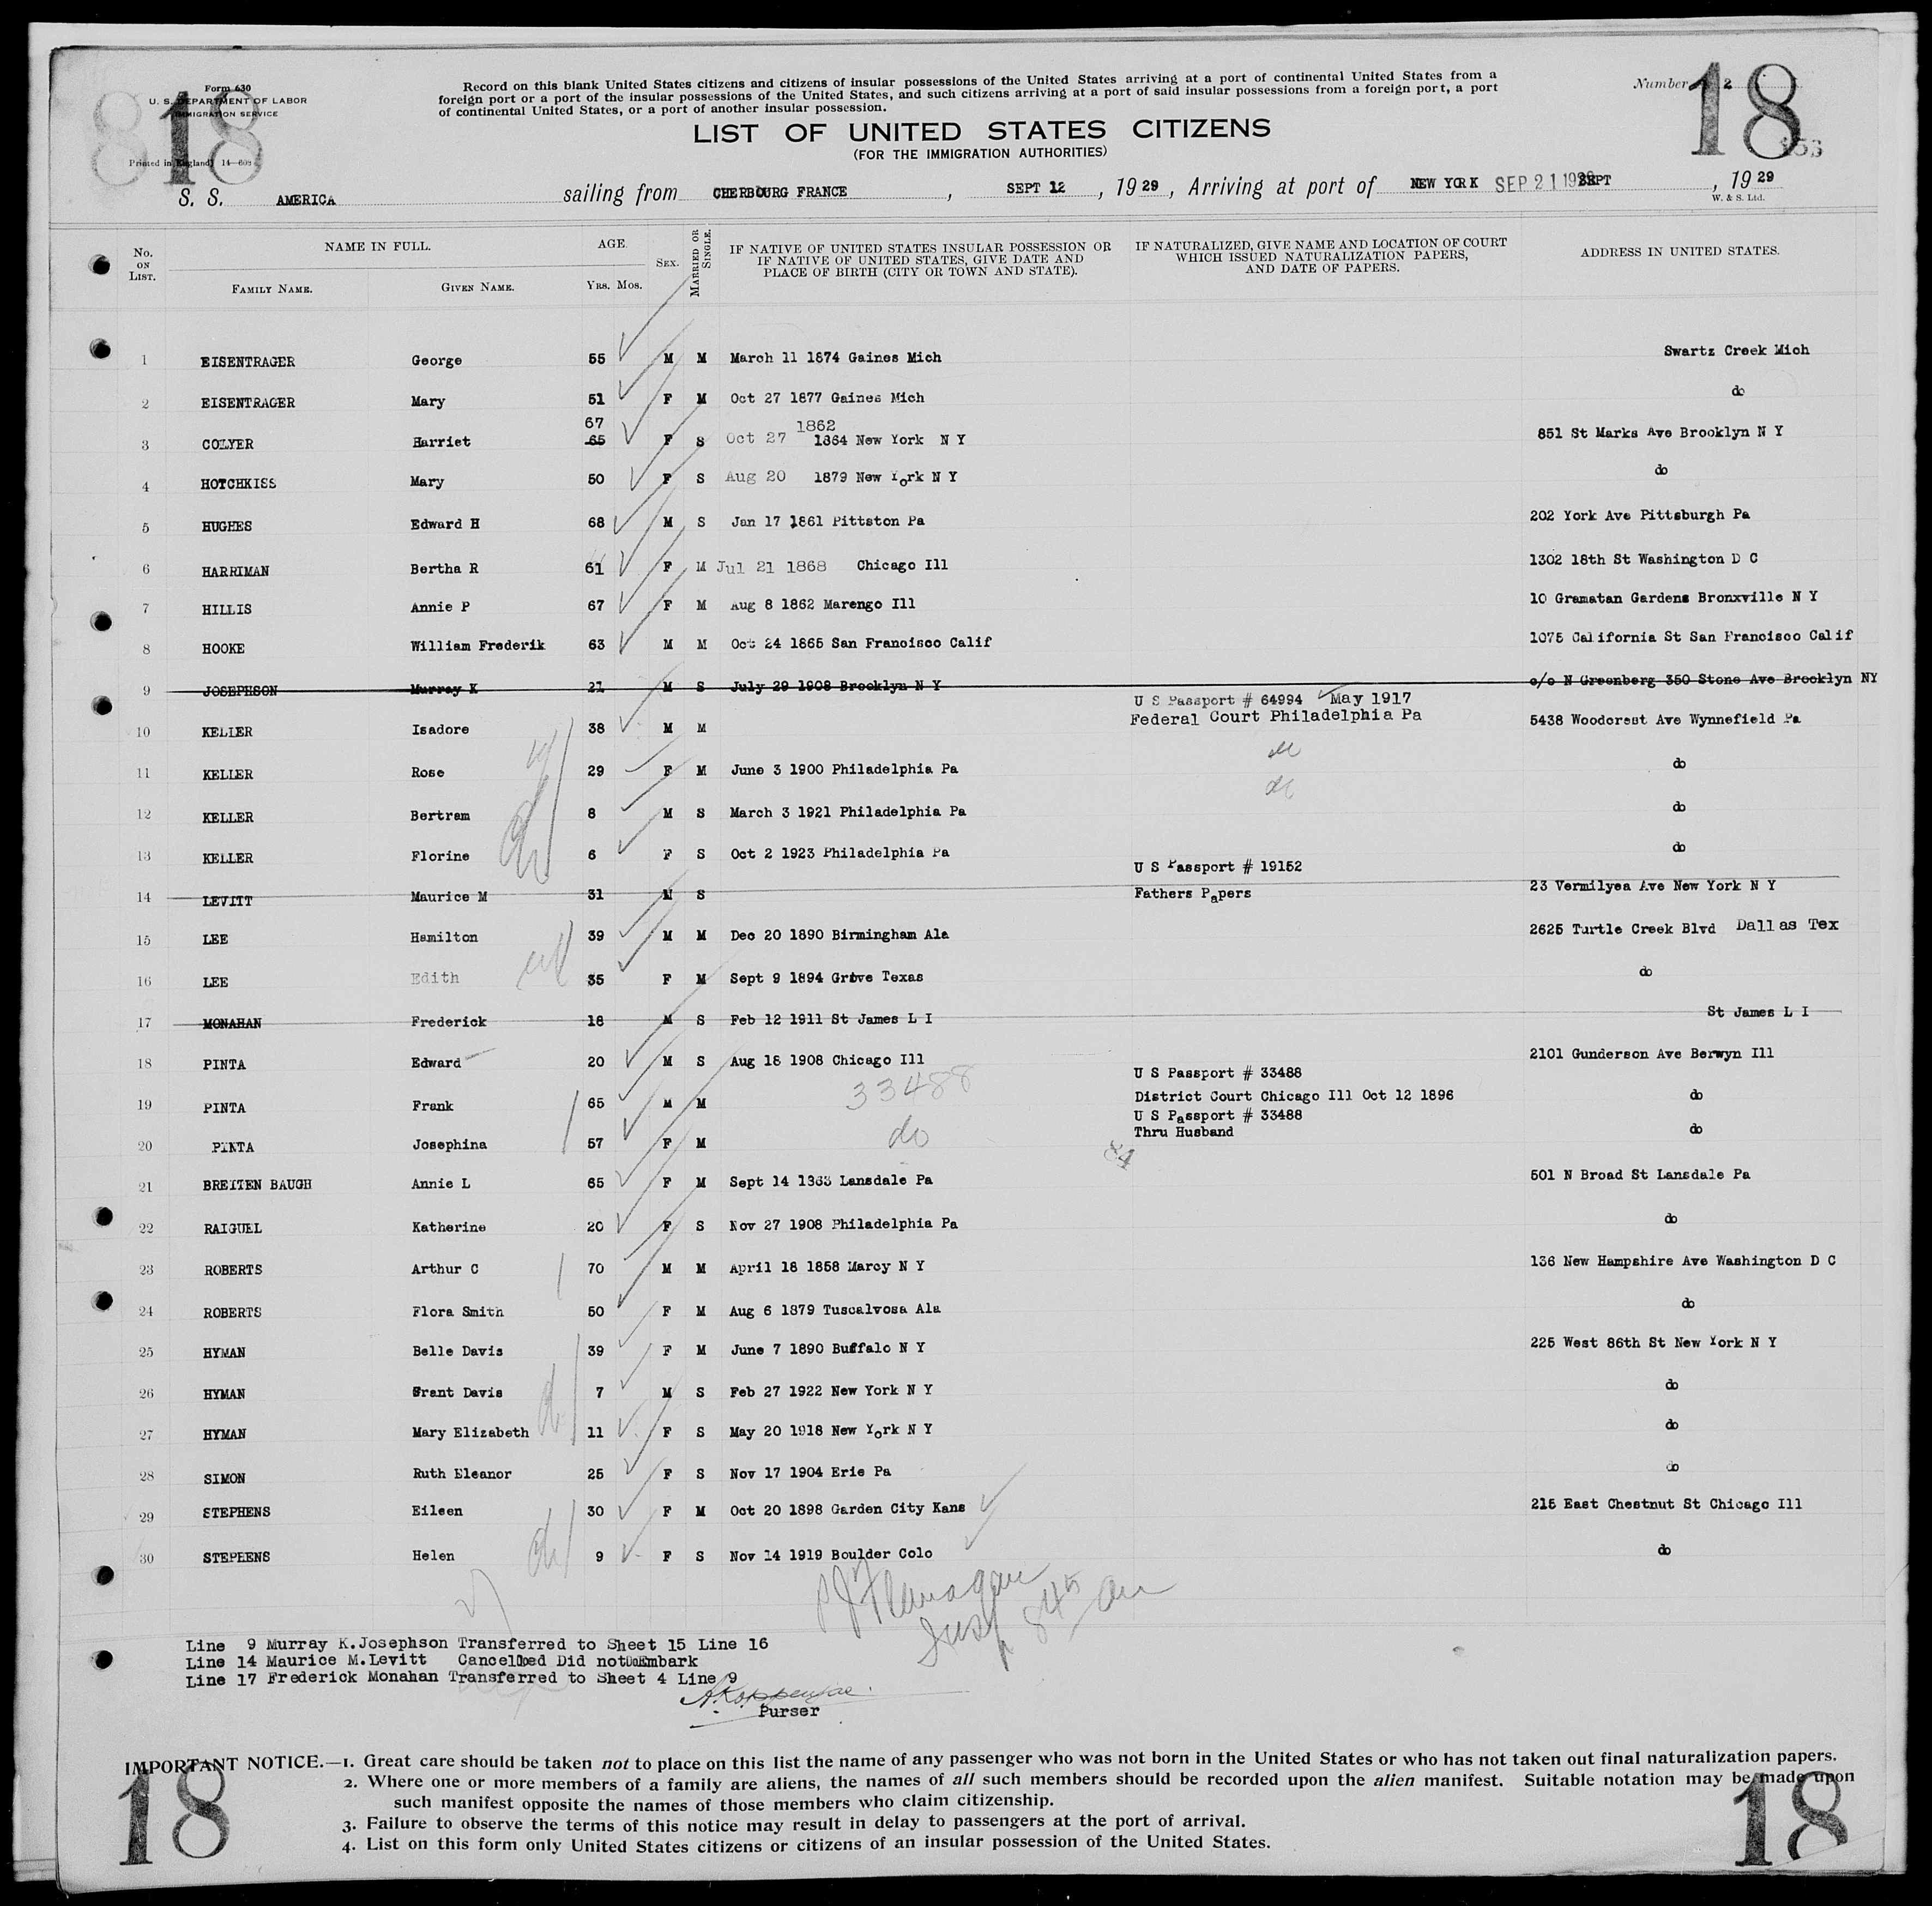 Form 630
U. S. DEPARTMENT OF LABOR
IMMIGRATION SERVICE
Printed in England] 14—602
18
Record on this blank United States citizens and citizens of insular possessions of the United States arriving at a port of continental United States from a
foreign port or a port of the insular possessions of the United States, and such citizens arriving at a port of said insular possessions from a foreign port, a port
of continental United States, or a port of another insular possession.
Number 2
18
LIST OF UNITED STATES CITIZENS
(FOR THE IMMIGRATION AUTHORITIES)
S. S. AMERICA sailing from CHERBOURG FRANCE , SEPT 12 , 19 29 , Arriving at port of NEW YORK SEP 21 1929 SEPT , 19 29
W. & S. Ltd.
No. ON LIST. NAME IN FULL. FAMILY NAME. GIVEN NAME. AGE. YRS. MOS. SEX. MARRIED OR SINGLE. IF NATIVE OF UNITED STATES INSULAR POSSESSION OR IF NATIVE OF UNITED STATES, GIVE DATE AND PLACE OF BIRTH (CITY OR TOWN AND STATE). IF NATURALIZED, GIVE NAME AND LOCATION OF COURT WHICH ISSUED NATURALIZATION PAPERS, AND DATE OF PAPERS. ADDRESS IN UNITED STATES.
1 EISENTRAGER George 55 M M March 11 1874 Gaines Mich Swartz Creek Mich
2 EISENTRAGER Mary 51 F M Oct 27 1877 Gaines Mich do
67 1862
3 COLYER Harriet 65 F S Oct 27 1864 New York N Y 851 St Marks Ave Brooklyn N Y
4 HOTCHKISS Mary 50 F S Aug 20 1879 New York N Y do
5 HUGHES Edward H 68 M S Jan 17 1861 Pittston Pa 202 York Ave Pittsburgh Pa
6 HARRIMAN Bertha R 61 F M Jul 21 1868 Chicago Ill 1302 18th St Washington D C
7 HILLIS Annie P 67 F M Aug 8 1862 Marengo Ill 10 Gramatan Gardens Bronxville N Y
8 HOOKE William Frederik 63 M M Oct 24 1865 San Francisco Calif 1075 California St San Francisco Calif
9 JOSEPHSON Murray K 21 M S July 29 1908 Brooklyn N Y c/o N Greenberg 350 Stone Ave Brooklyn NY
U S Passport # 64994 May 1917
10 KELLER Isadore 38 M M Federal Court Philadelphia Pa 5438 Woodcrest Ave Wynnefield Pa
11 KELLER Rose 29 F M June 3 1900 Philadelphia Pa do
12 KELLER Bertram 8 M S March 3 1921 Philadelphia Pa do
13 KELLER Florine 6 F S Oct 2 1923 Philadelphia Pa do
U S Passport # 19152
14 LEVITT Maurice M 31 M S Fathers Papers 23 Vermilyea Ave New York N Y
15 LEE Hamilton 39 M M Dec 20 1890 Birmingham Ala 2625 Turtle Creek Blvd Dallas Tex
16 LEE Edith 35 F M Sept 9 1894 Grove Texas do
17 MONAHAN Frederick 18 M S Feb 12 1911 St James L I St James L I
18 PINTA Edward 20 M S Aug 18 1908 Chicago Ill 2101 Gunderson Ave Berwyn Ill
U S Passport # 33488
19 PINTA Frank 65 M M 33488 District Court Chicago Ill Oct 12 1896 do
U S Passport # 33488
20 PINTA Josephina 57 F M do Thru Husband do
21 BREITEN BAUGH Annie L 65 F M Sept 14 1863 Lansdale Pa 501 N Broad St Lansdale Pa
22 RAIGUEL Katherine 20 F S Nov 27 1908 Philadelphia Pa do
23 ROBERTS Arthur C 70 M M April 18 1858 Marcy N Y 136 New Hampshire Ave Washington D C
24 ROBERTS Flora Smith 50 F M Aug 6 1879 Tuscalvosa Ala do
25 HYMAN Belle Davis 39 F M June 7 1890 Buffalo N Y 225 West 86th St New York N Y
26 HYMAN Grant Davis 7 M S Feb 27 1922 New York N Y do
27 HYMAN Mary Elizabeth 11 F S May 20 1918 New York N Y do
28 SIMON Ruth Eleanor 25 F S Nov 17 1904 Erie Pa do
29 STEPHENS Eileen 30 F M Oct 20 1898 Garden City Kans 215 East Chestnut St Chicago Ill
30 STEPHENS Helen 9 F S Nov 14 1919 Boulder Colo do
P J Flanagan
Insp
Line 9 Murray K.Josephson Transferred to Sheet 15 Line 16
Line 14 Maurice M.Levitt Cancelled Did not Embark
Line 17 Frederick Monahan Transferred to Sheet 4 Line 9
Purser
IMPORTANT NOTICE.—1. Great care should be taken not to place on this list the name of any passenger who was not born in the United States or who has not taken out final naturalization papers.
2. Where one or more members of a family are aliens, the names of all such members should be recorded upon the alien manifest. Suitable notation may be made upon
such manifest opposite the names of those members who claim citizenship.
3. Failure to observe the terms of this notice may result in delay to passengers at the port of arrival.
4. List on this form only United States citizens or citizens of an insular possession of the United States.
18
18